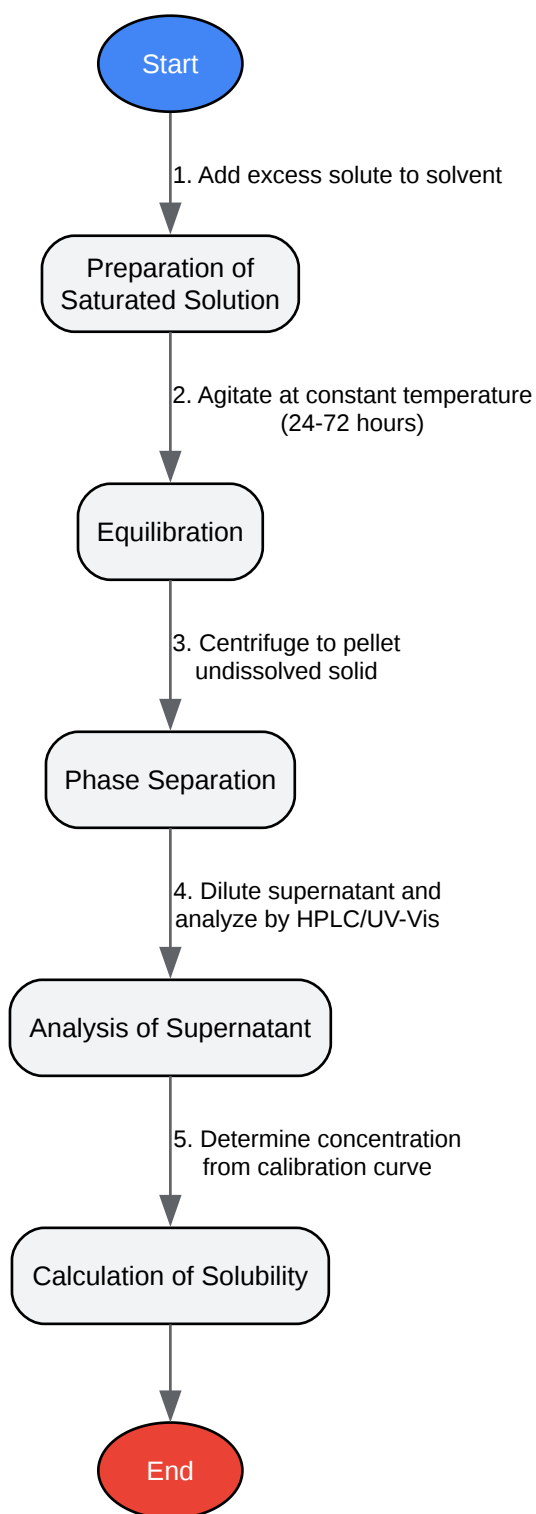 Start
1. Add excess solute to solvent
Preparation of
Saturated Solution
2. Agitate at constant temperature
(24-72 hours)
Equilibration
3. Centrifuge to pellet
undissolved solid
Phase Separation
4. Dilute supernatant and
analyze by HPLC/UV-Vis
Analysis of Supernatant
5. Determine concentration
from calibration curve
Calculation of Solubility
End